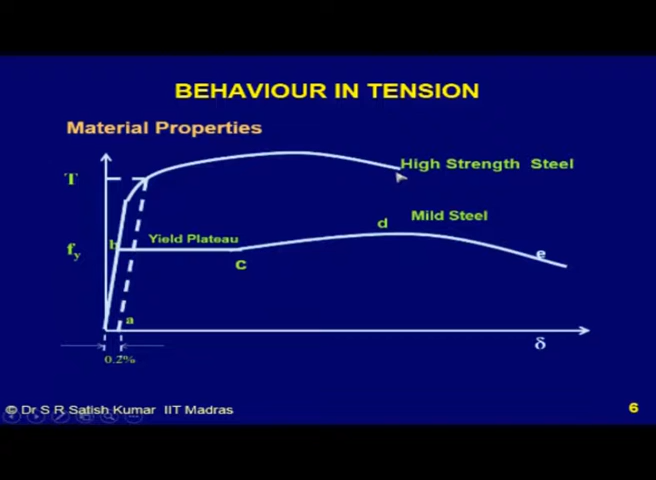 BEHAVIOUR IN TENSION
Material Properties
High Strength Steel
T
Mild Steel
d
Yield Plateau
b
f_y
c
e
a
δ
0.2%
© Dr S R Satish Kumar IIT Madras
6